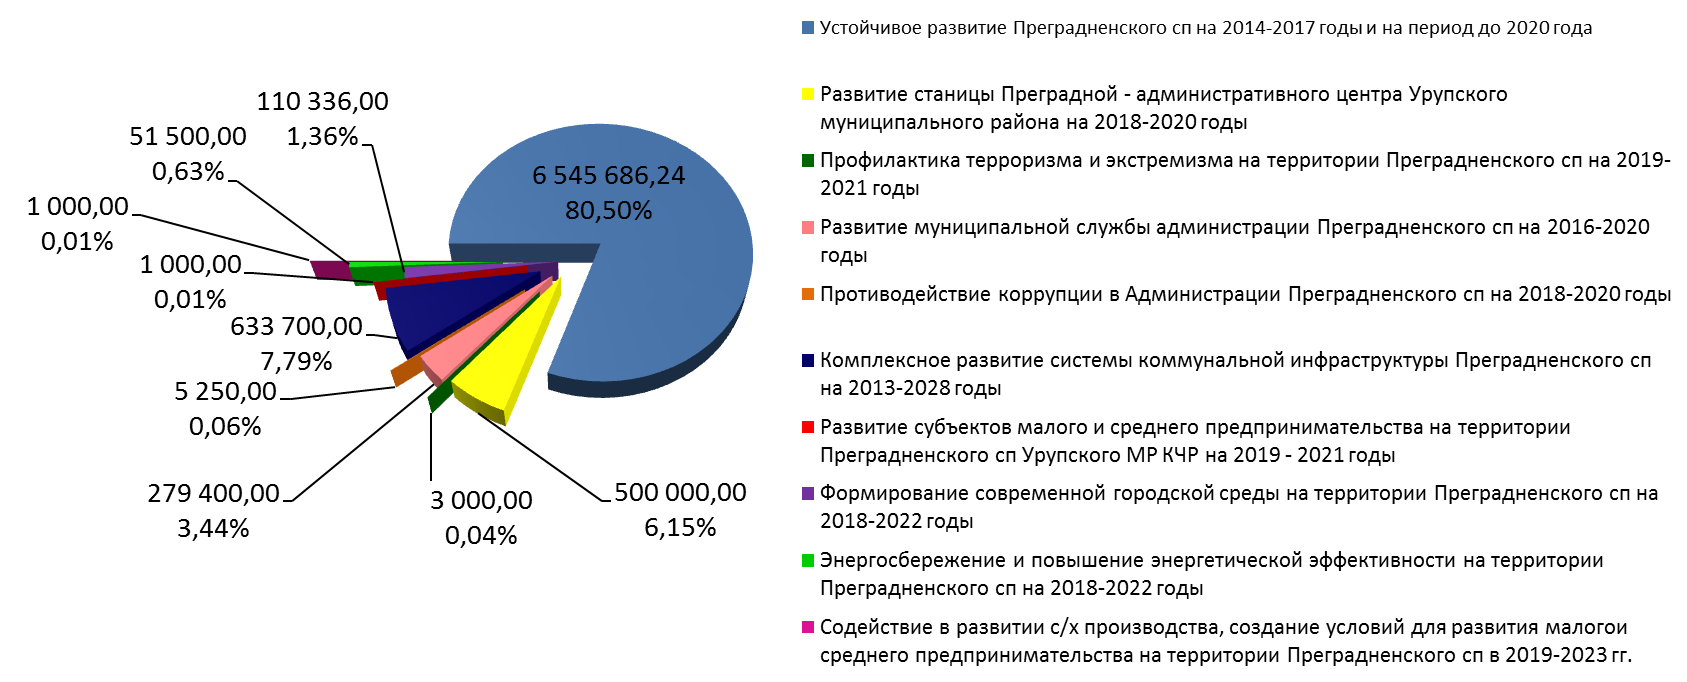 110 336,00
1,36%
51 500,00
0,63%
1 000,00
0,01%
1 000,00
0,01%
633 700,00
7,79%
5 250,00
0,06%
279 400,00
3,44%
3 000,00
0,04%
500 000,00
6,15%
6 545 686,24
80,50%
Устойчивое развитие Преградненского сп на 2014-2017 годы и на период до 2020 года
Развитие станицы Преградной - административного центра Урупского
муниципального района на 2018-2020 годы
Профилактика терроризма и экстремизма на территории Преградненского сп на 2019-
2021 годы
Развитие муниципальной службы администрации Преградненского сп на 2016-2020
годы
Противодействие коррупции в Администрации Преградненского сп на 2018-2020 годы
Комплексное развитие системы коммунальной инфраструктуры Преградненского сп
на 2013-2028 годы
Развитие субъектов малого и среднего предпринимательства на территории
Преградненского сп Урупского МР КЧР на 2019 - 2021 годы
Формирование современной городской среды на территории Преградненского сп на
2018-2022 годы
Энергосбережение и повышение энергетической эффективности на территории
Преградненского сп на 2018-2022 годы
Содействие в развитии с/х производства, создание условий для развития малогои
среднего предпринимательства на территории Преградненского сп в 2019-2023 гг.